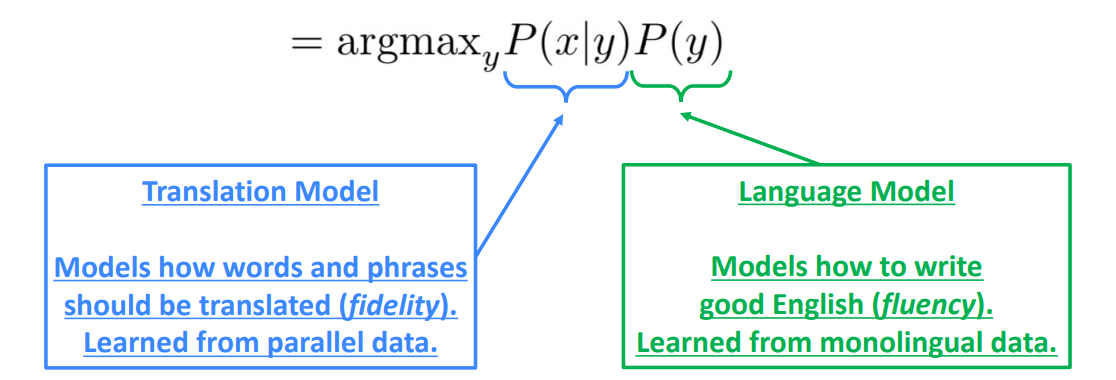 = argmax_y P(x|y)P(y)
Translation Model
Models how words and phrases
should be translated (fidelity).
Learned from parallel data.
Language Model
Models how to write
good English (fluency).
Learned from monolingual data.